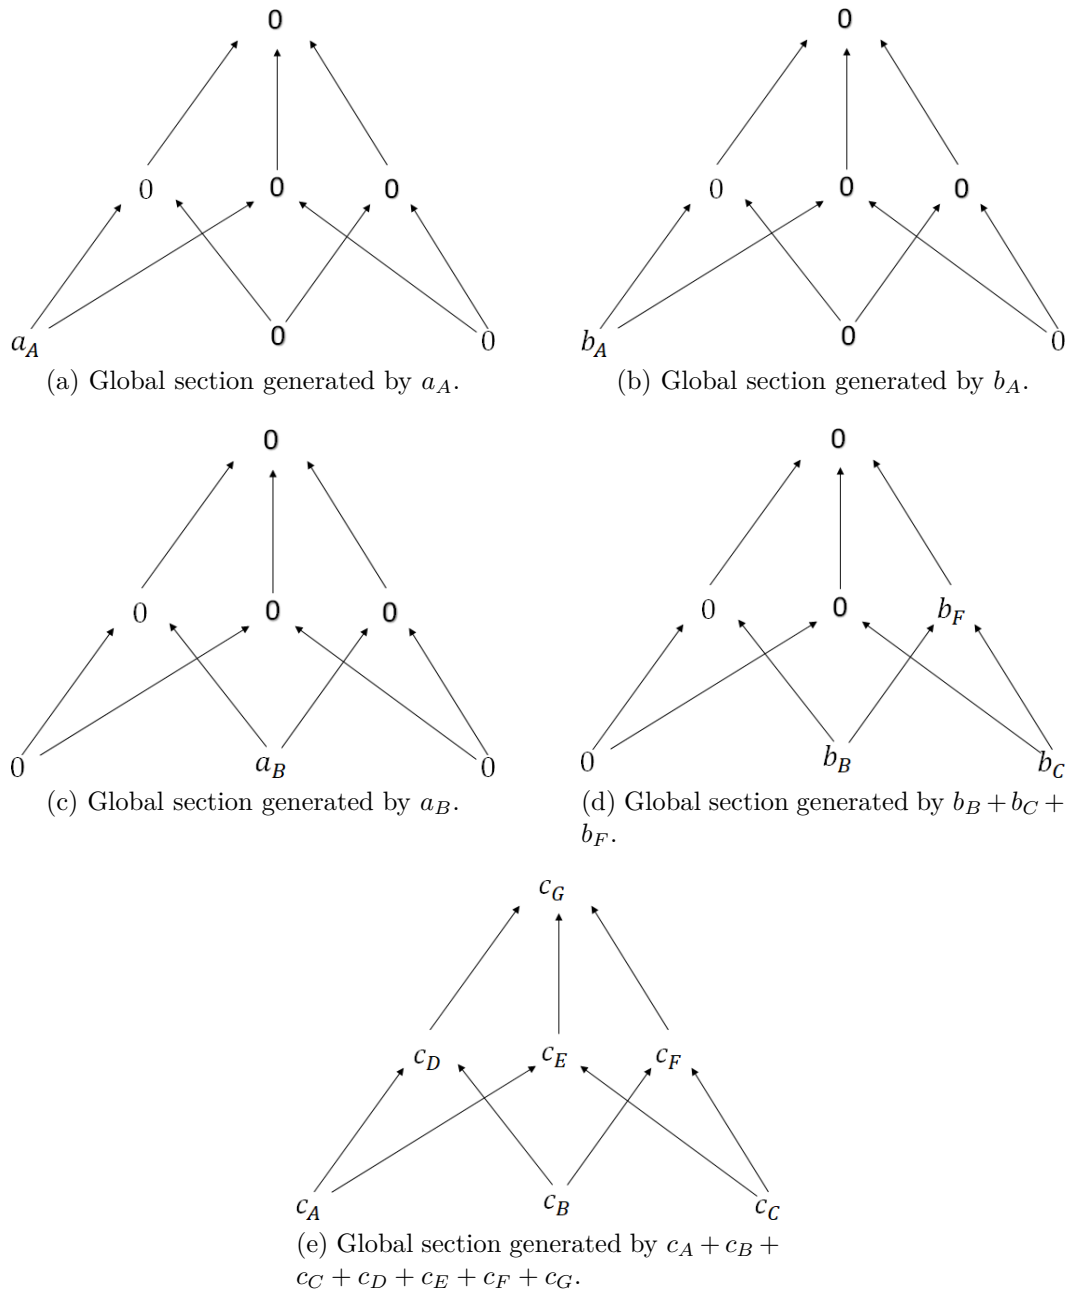 0 0
0 0 0 0 0 0
$a_A$ 0 0 $b_A$ 0 0
(a) Global section generated by $a_A$. (b) Global section generated by $b_A$.
0 0
0 0 0 0 0 $b_F$
0 $a_B$ 0 0 $b_B$ $b_C$
(c) Global section generated by $a_B$. (d) Global section generated by $b_B + b_C +$
$b_F$.
$c_G$
$c_D$ $c_E$ $c_F$
$c_A$ $c_B$ $c_C$
(e) Global section generated by $c_A + c_B +$
$c_C + c_D + c_E + c_F + c_G$.